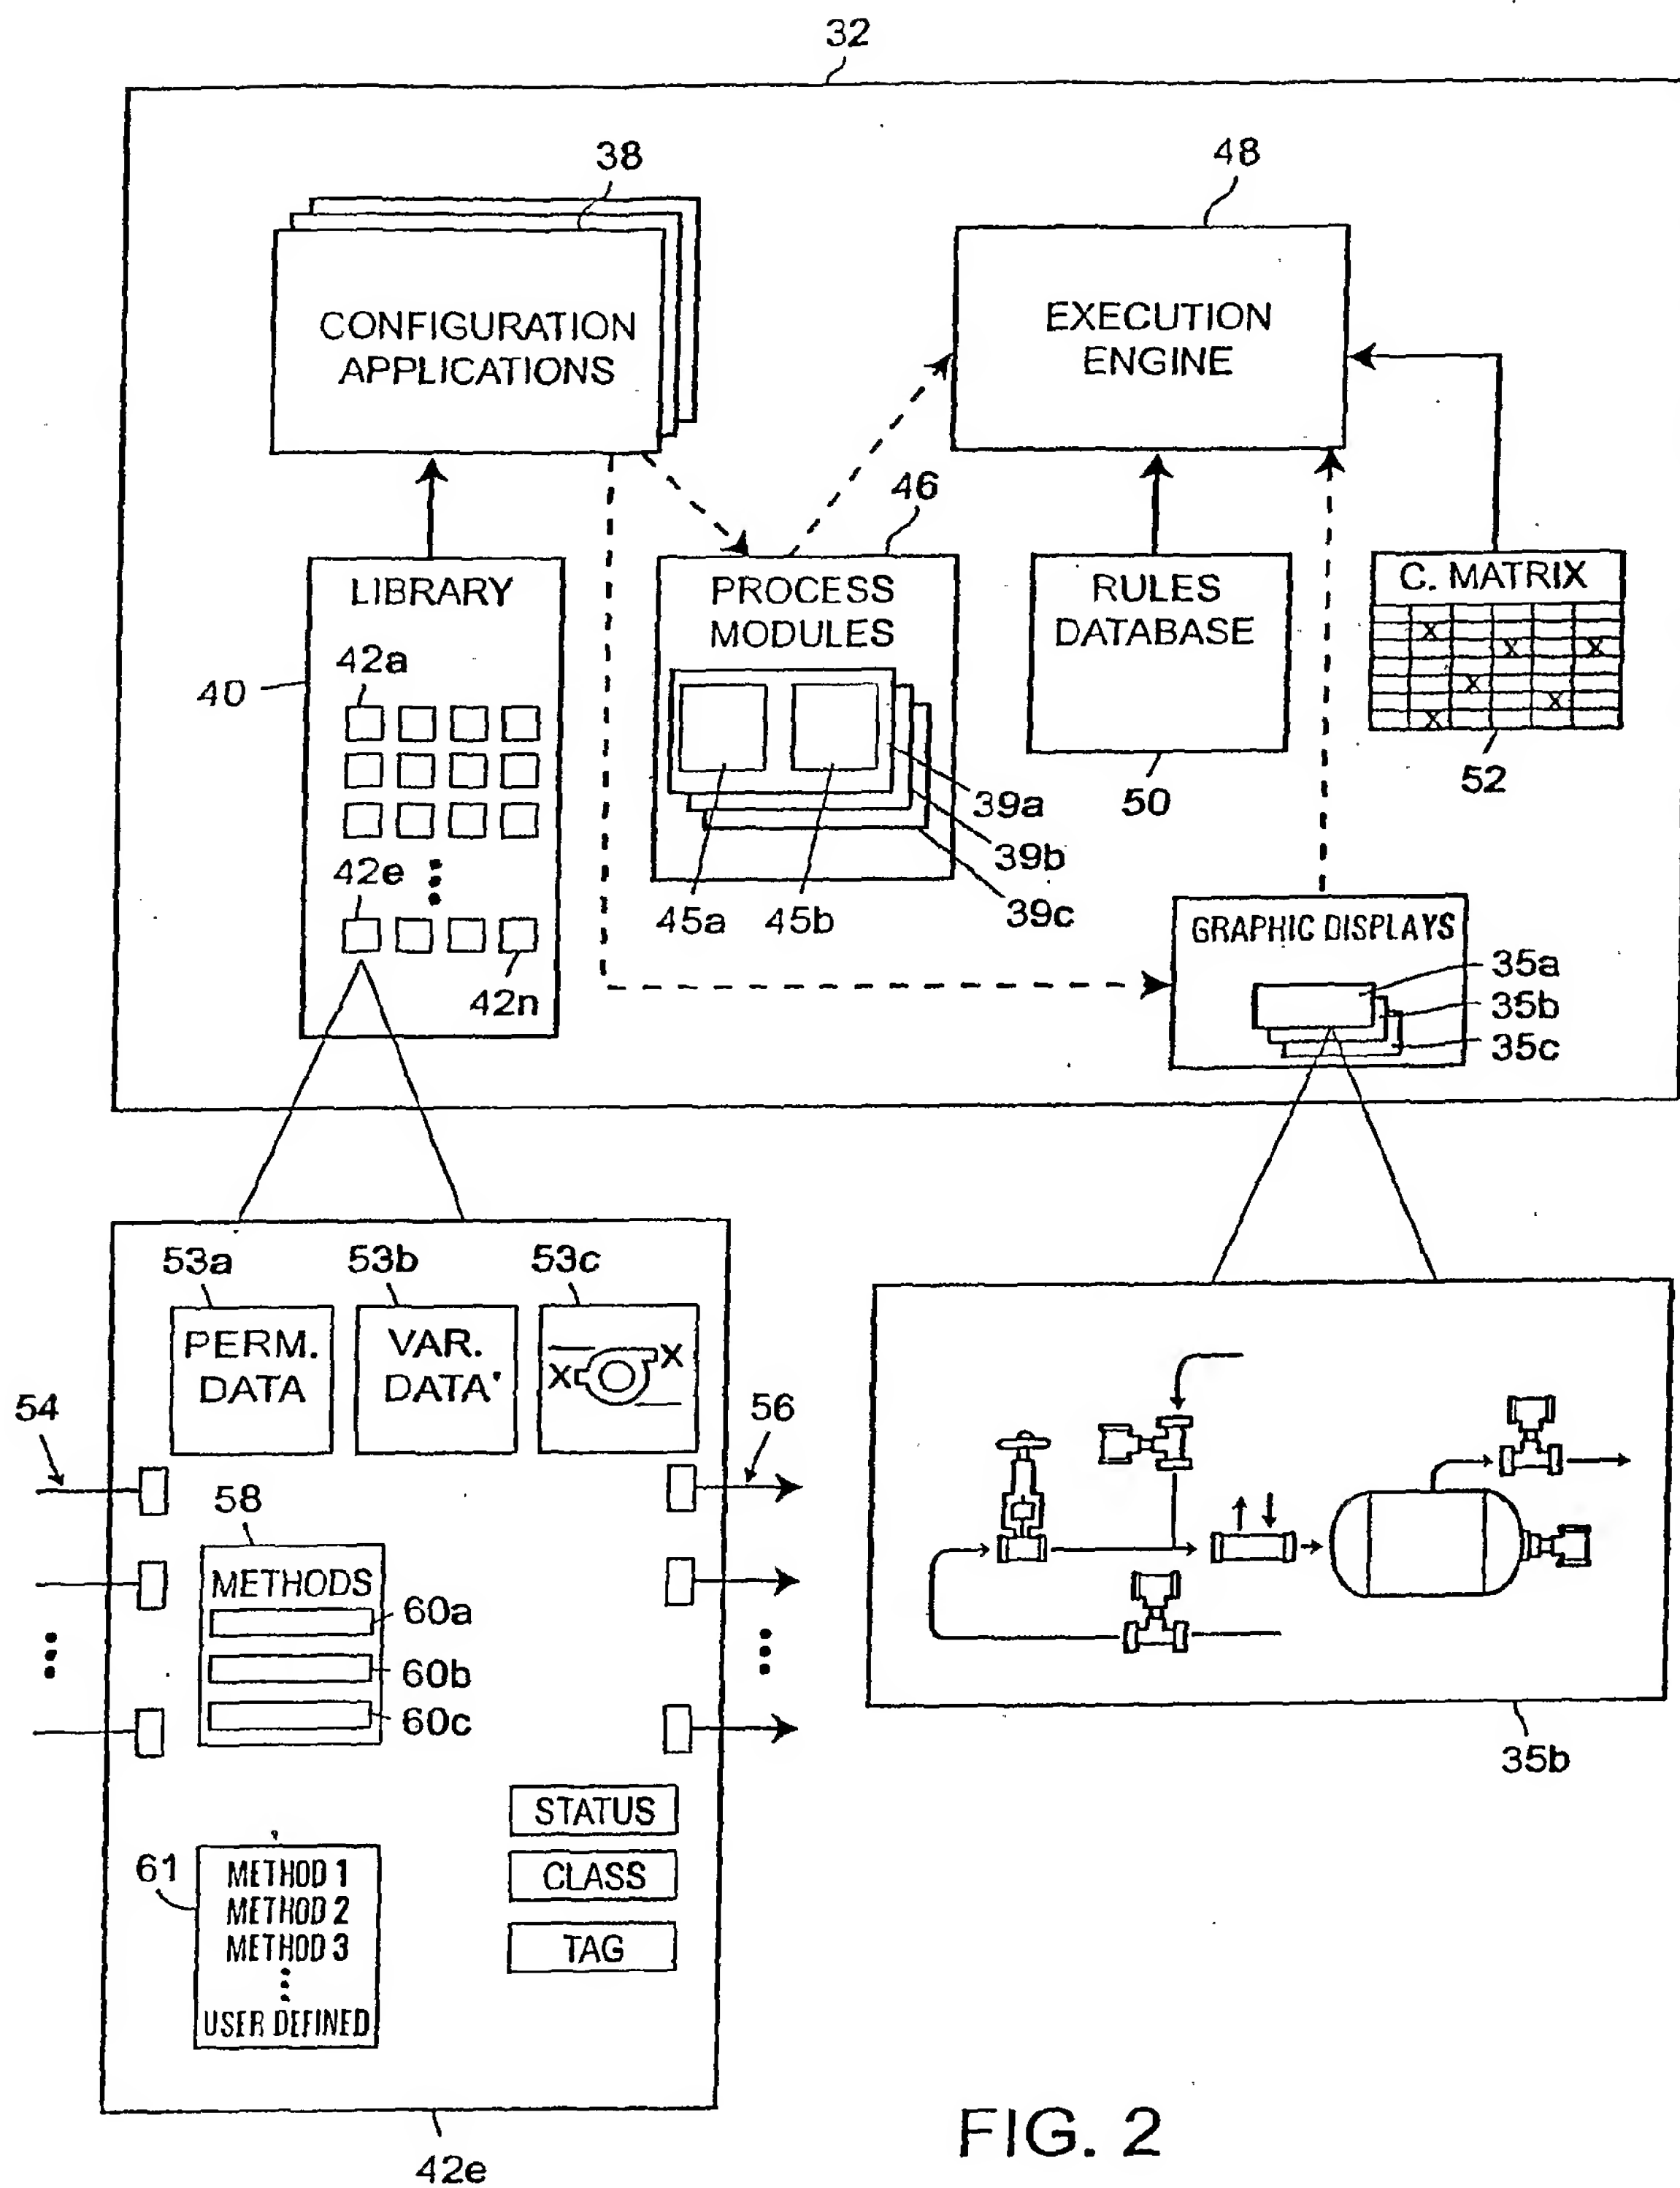 32
38
48
CONFIGURATION
APPLICATIONS
EXECUTION
ENGINE
46
LIBRARY
42a
40
42e
42n
PROCESS
MODULES
39a
39b
39c
45a
45b
RULES
DATABASE
50
C. MATRIX
X
X
X
X
X
X
52
GRAPHIC DISPLAYS
35a
35b
35c
53a
53b
53c
PERM.
DATA
VAR.
DATA'
X
X
54
56
58
METHODS
60a
60b
60c
STATUS
CLASS
TAG
61
METHOD 1
METHOD 2
METHOD 3
USER DEFINED
42e
35b
FIG. 2